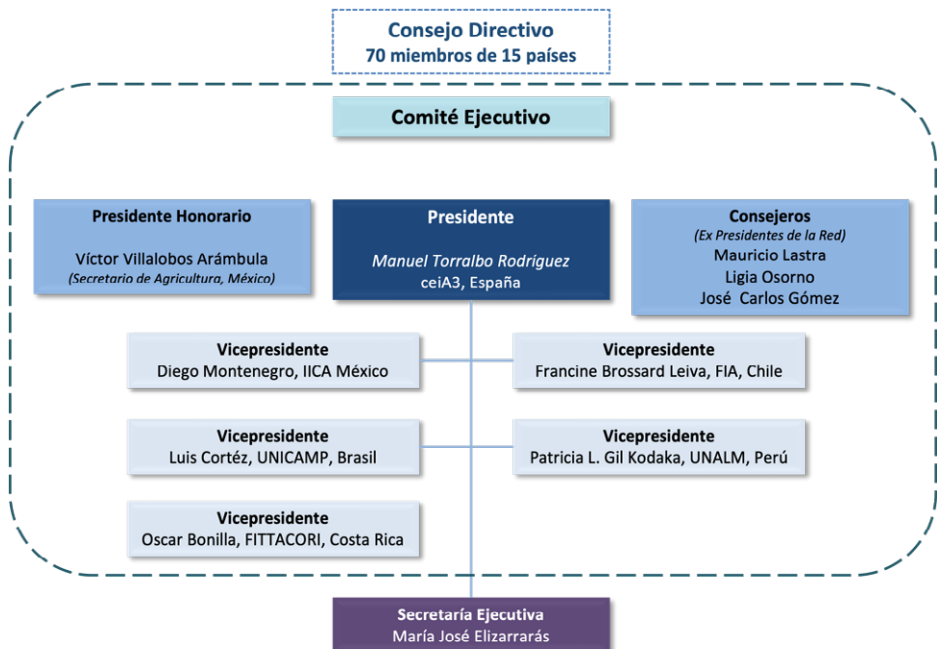 Consejo Directivo
70 miembros de 15 países
Comité Ejecutivo
Presidente Honorario
Víctor Villalobos Arámbula
(Secretario de Agricultura, México)
Presidente
Manuel Torralbo Rodríguez
ceiA3, España
Consejeros
(Ex Presidentes de la Red)
Mauricio Lastra
Ligia Osorno
José Carlos Gómez
Vicepresidente
Diego Montenegro, IICA México
Vicepresidente
Francine Brossard Leiva, FIA, Chile
Vicepresidente
Luis Cortéz, UNICAMP, Brasil
Vicepresidente
Patricia L. Gil Kodaka, UNALM, Perú
Vicepresidente
Oscar Bonilla, FITTACORI, Costa Rica
Secretaría Ejecutiva
María José Elizarrarás